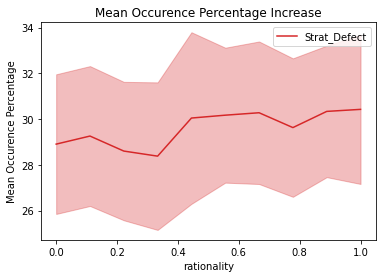 Mean Occurence Percentage Increase
Strat_Defect
Mean Occurence Percentage
34
32
30
28
26
0.0 0.2 0.4 0.6 0.8 1.0
rationality